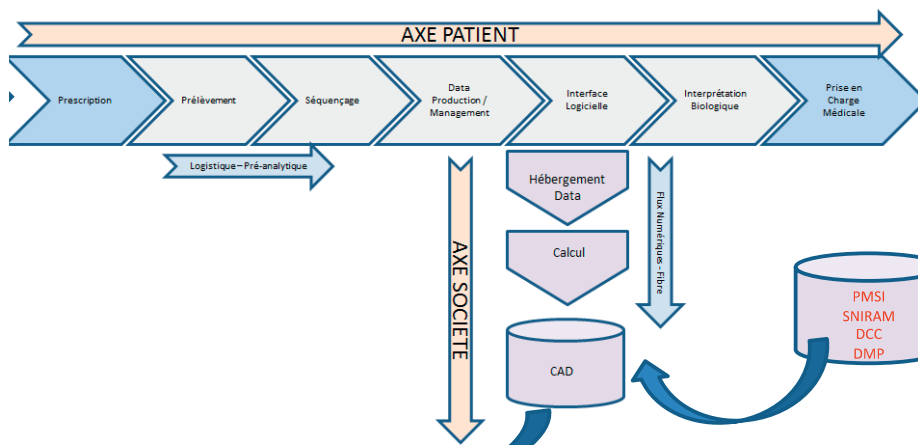 AXE PATIENT
Prescription
Prélèvement
Séquençage
Data
Production /
Management
Interface
Logicielle
Interprétation
Biologique
Prise en
Charge
Médicale
Logistique – Pré-analytique
Hébergement
Data
Calcul
CAD
AXE SOCIETE
Flux Numériques - Fibre
PMSI
SNIRAM
DCC
DMP